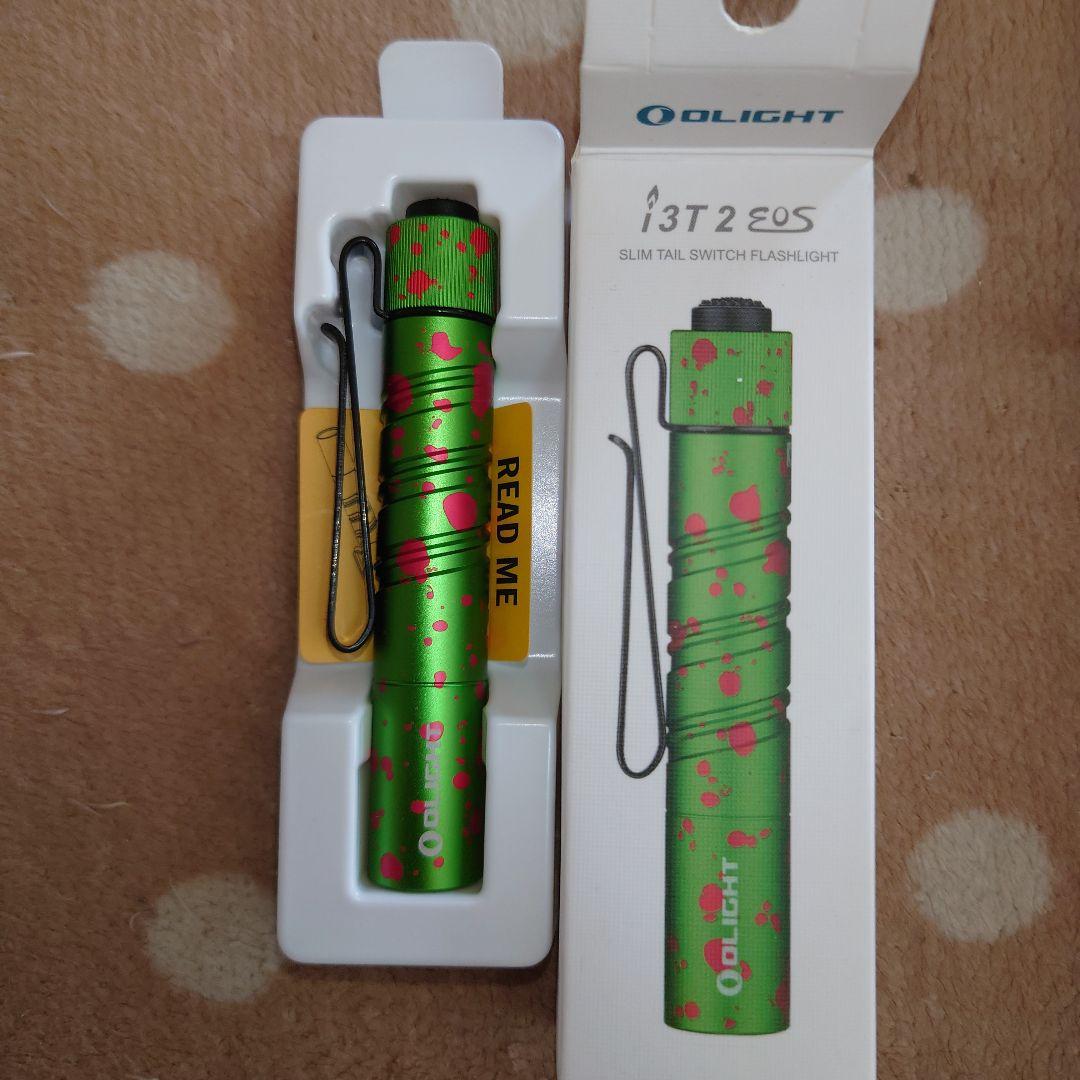 OLIGHT
i3T 2 EOS
SLIM TAIL SWITCH FLASHLIGHT
READ ME
OLIGHT
OLIGHT